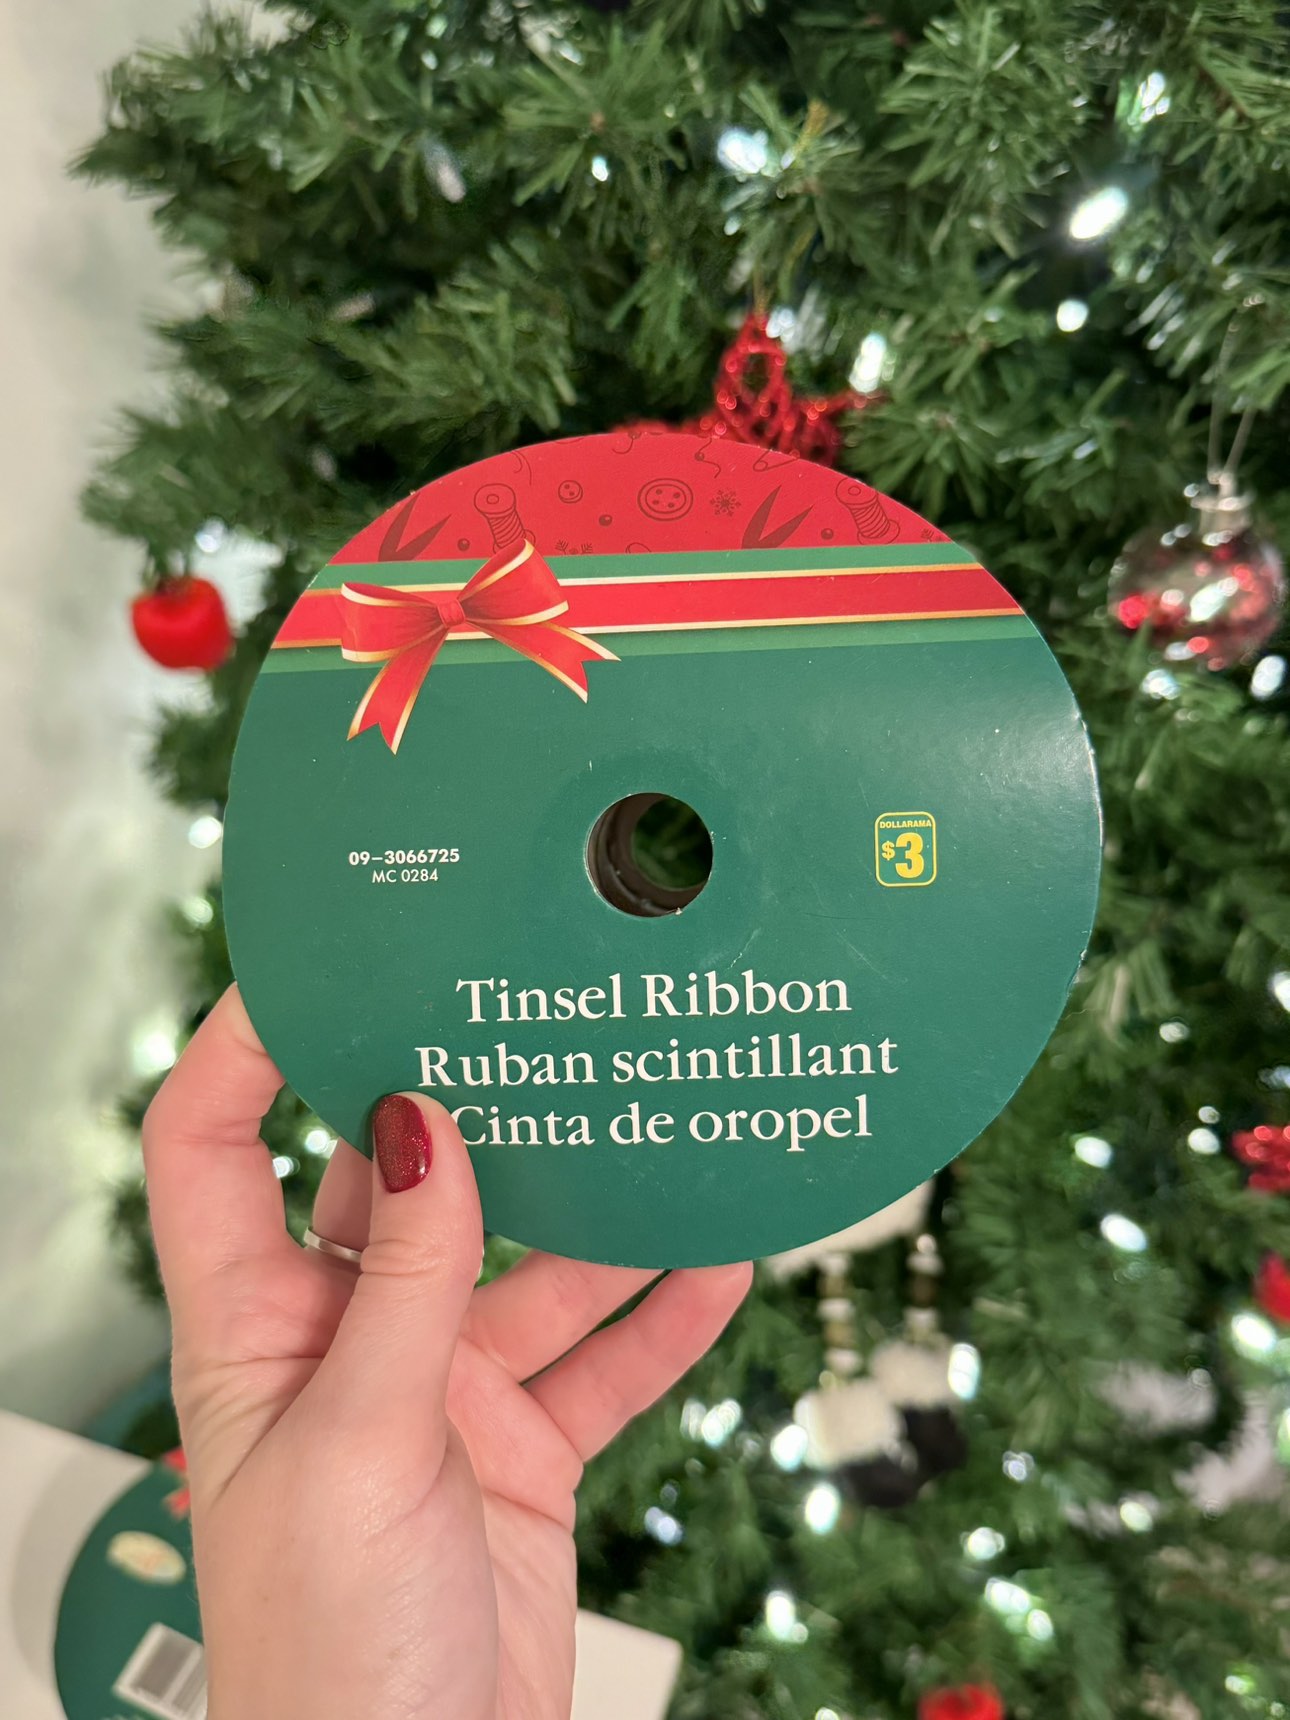 09-3066725
MC 0284
DOLLARAMA
$3
Tinsel Ribbon
Ruban scintillant
Cinta de oropel